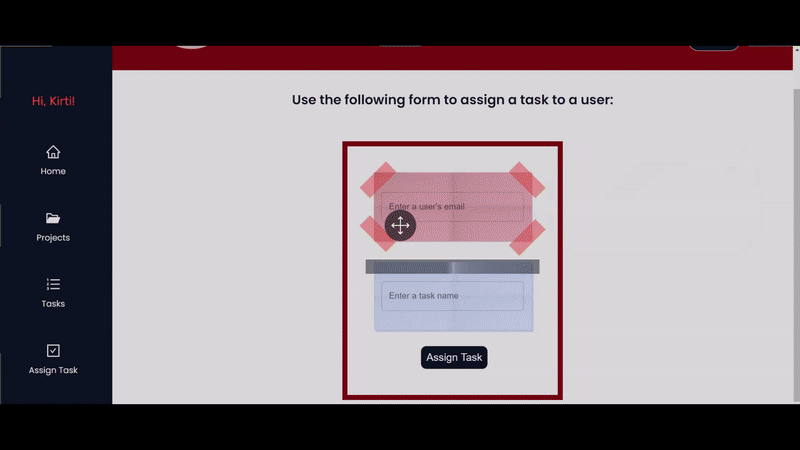 Use the following form to assign a task to a user:
Hi, Kirti!
Home
Projects
Tasks
Assign Task
Enter a user's email
Enter a task name
Assign Task